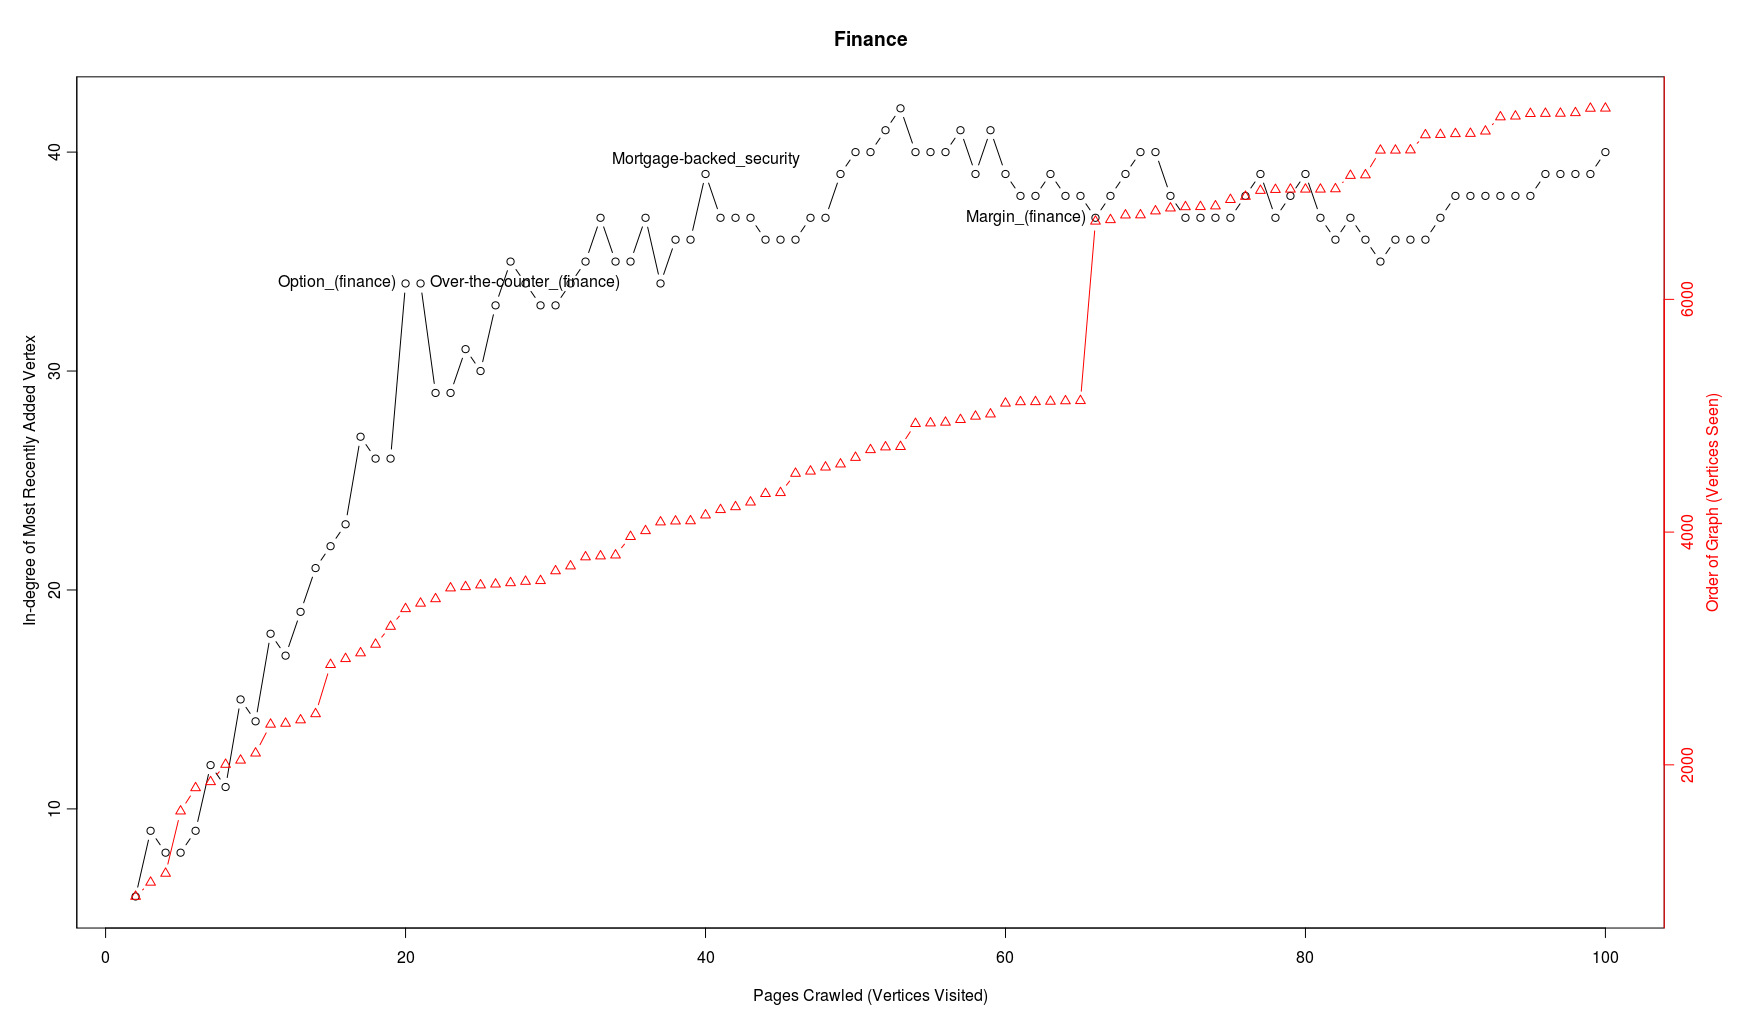 Finance
In-degree of Most Recently Added Vertex
40
30
20
10
Mortgage-backed_security
Margin_(finance)
Option_(finance)
Over-the-counter_(finance)
6000
4000
2000
Order of Graph (Vertices Seen)
0 20 40 60 80 100
Pages Crawled (Vertices Visited)